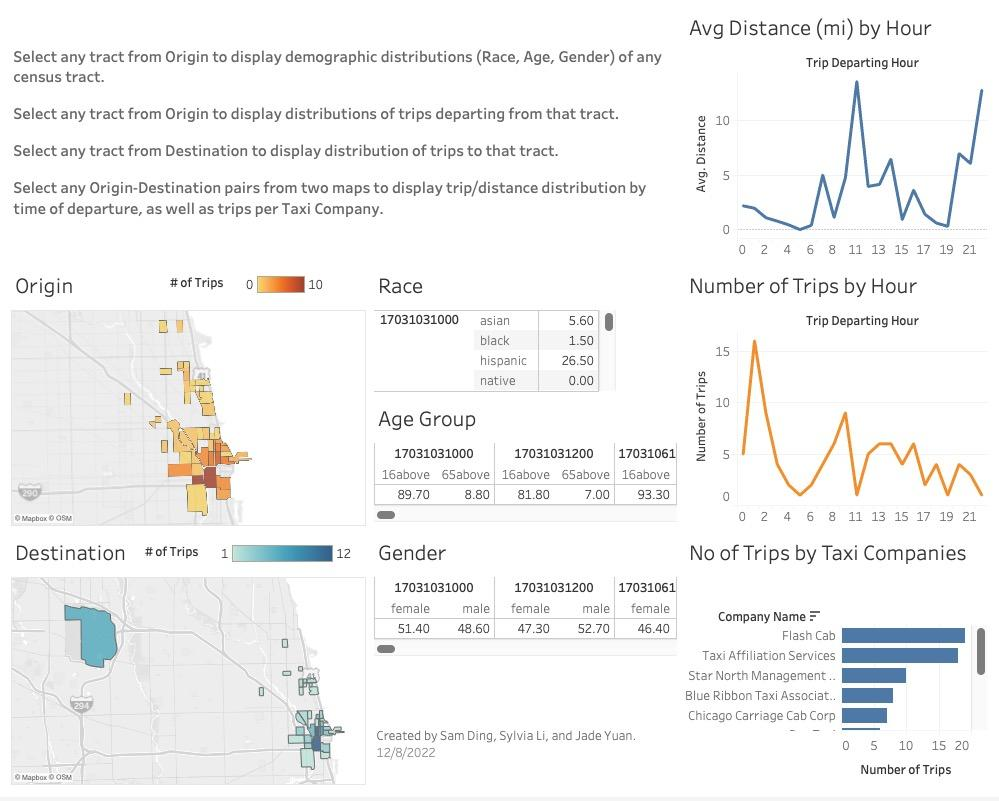 Select any tract from Origin to display demographic distributions (Race, Age, Gender) of any
census tract.
Select any tract from Origin to display distributions of trips departing from that tract.
Select any tract from Destination to display distribution of trips to that tract.
Select any Origin-Destination pairs from two maps to display trip/distance distribution by
time of departure, as well as trips per Taxi Company.
Avg Distance (mi) by Hour
Trip Departing Hour
Avg. Distance
10
5
0
0 2 4 6 8 11 13 15 17 19 21
Origin
# of Trips 0 10
41
290
© Mapbox © OSM
Race
17031031000 asian 5.60
black 1.50
hispanic 26.50
native 0.00
Age Group
17031031000 17031031200 17031061
16above 65above 16above 65above 16above
89.70 8.80 81.80 7.00 93.30
Number of Trips by Hour
Trip Departing Hour
Number of Trips
15
10
5
0
0 2 4 6 8 11 13 15 17 19 21
Destination # of Trips 1 12
294
41
© Mapbox © OSM
Gender
17031031000 17031031200 17031061
female male female male female
51.40 48.60 47.30 52.70 46.40
Created by Sam Ding, Sylvia Li, and Jade Yuan.
12/8/2022
No of Trips by Taxi Companies
Company Name
Flash Cab
Taxi Affiliation Services
Star North Management ..
Blue Ribbon Taxi Associat..
Chicago Carriage Cab Corp
0 5 10 15 20
Number of Trips